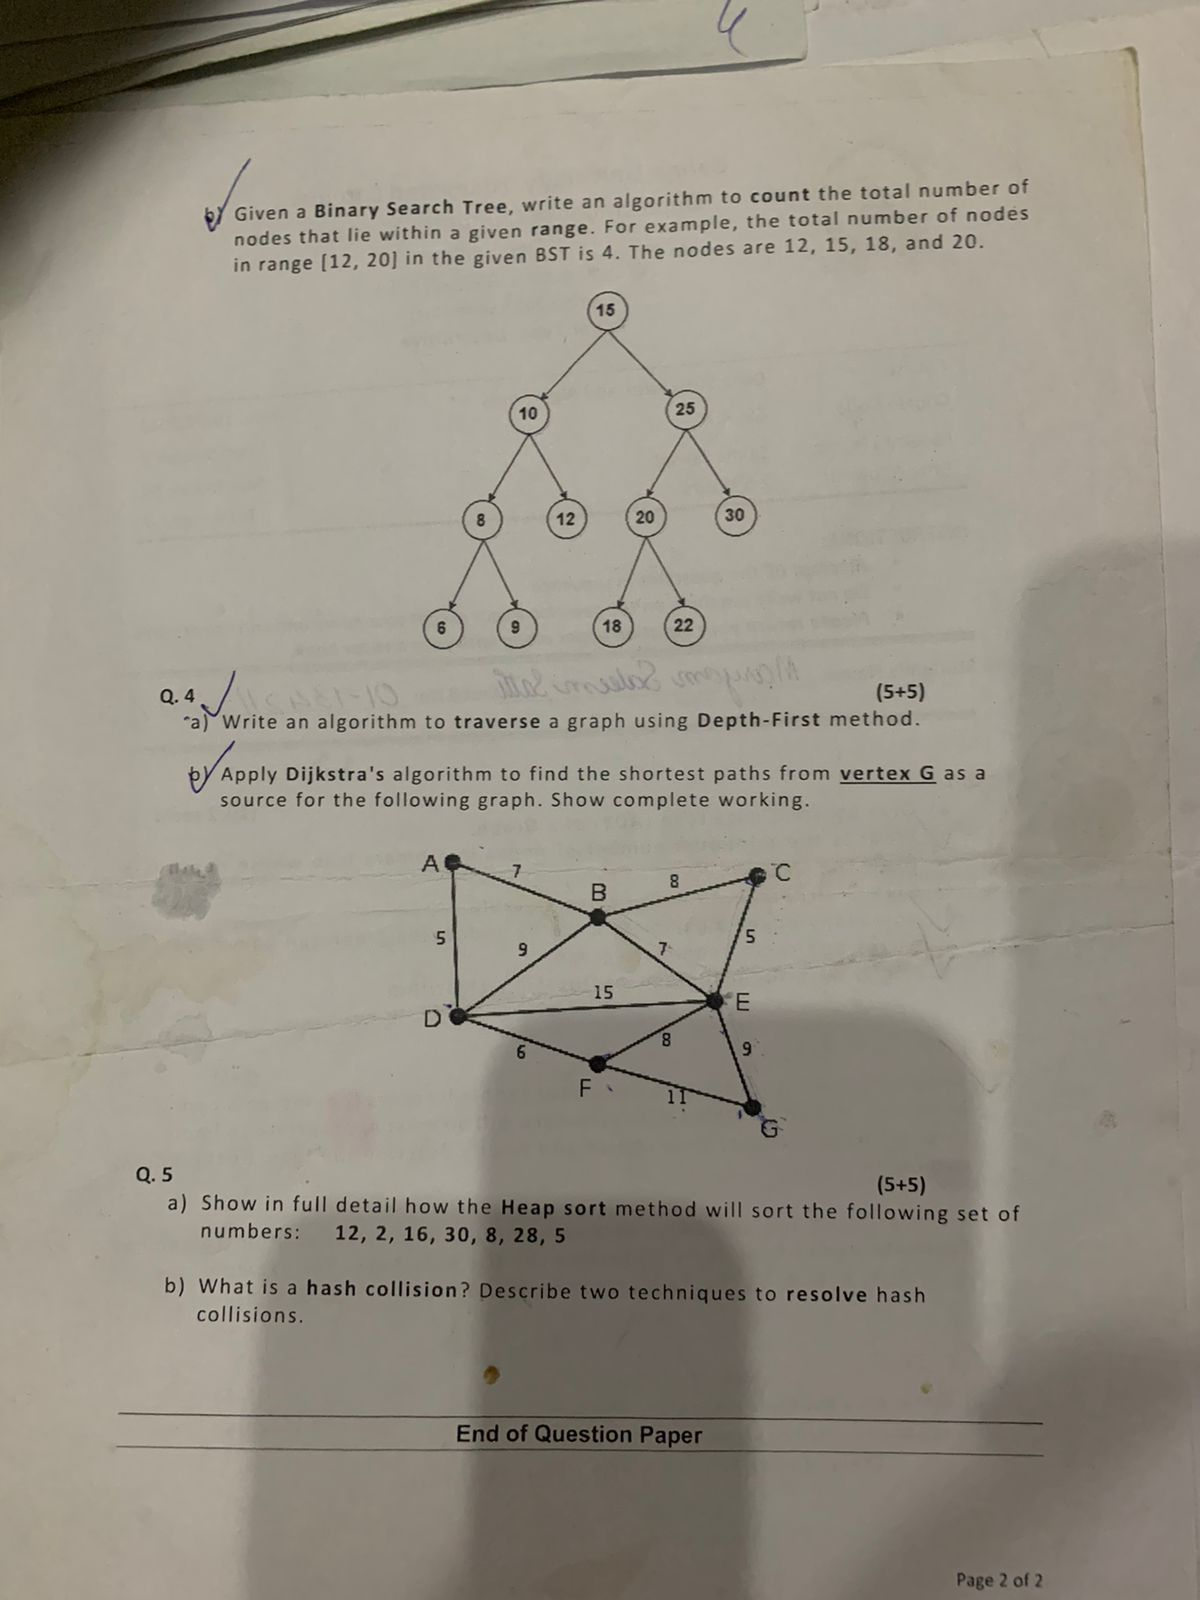 b) Given a Binary Search Tree, write an algorithm to count the total number of
nodes that lie within a given range. For example, the total number of nodes
in range [12, 20] in the given BST is 4. The nodes are 12, 15, 18, and 20.
15
10 25
8 12 20 30
6 9 18 22
Q. 4 (5+5)
a) Write an algorithm to traverse a graph using Depth-First method.
b) Apply Dijkstra's algorithm to find the shortest paths from vertex G as a
source for the following graph. Show complete working.
A 7 B 8 C
5 9 7 5
D 15 E
6 8 9
F 11 G
Q. 5 (5+5)
a) Show in full detail how the Heap sort method will sort the following set of
numbers: 12, 2, 16, 30, 8, 28, 5
b) What is a hash collision? Describe two techniques to resolve hash
collisions.
End of Question Paper
Page 2 of 2